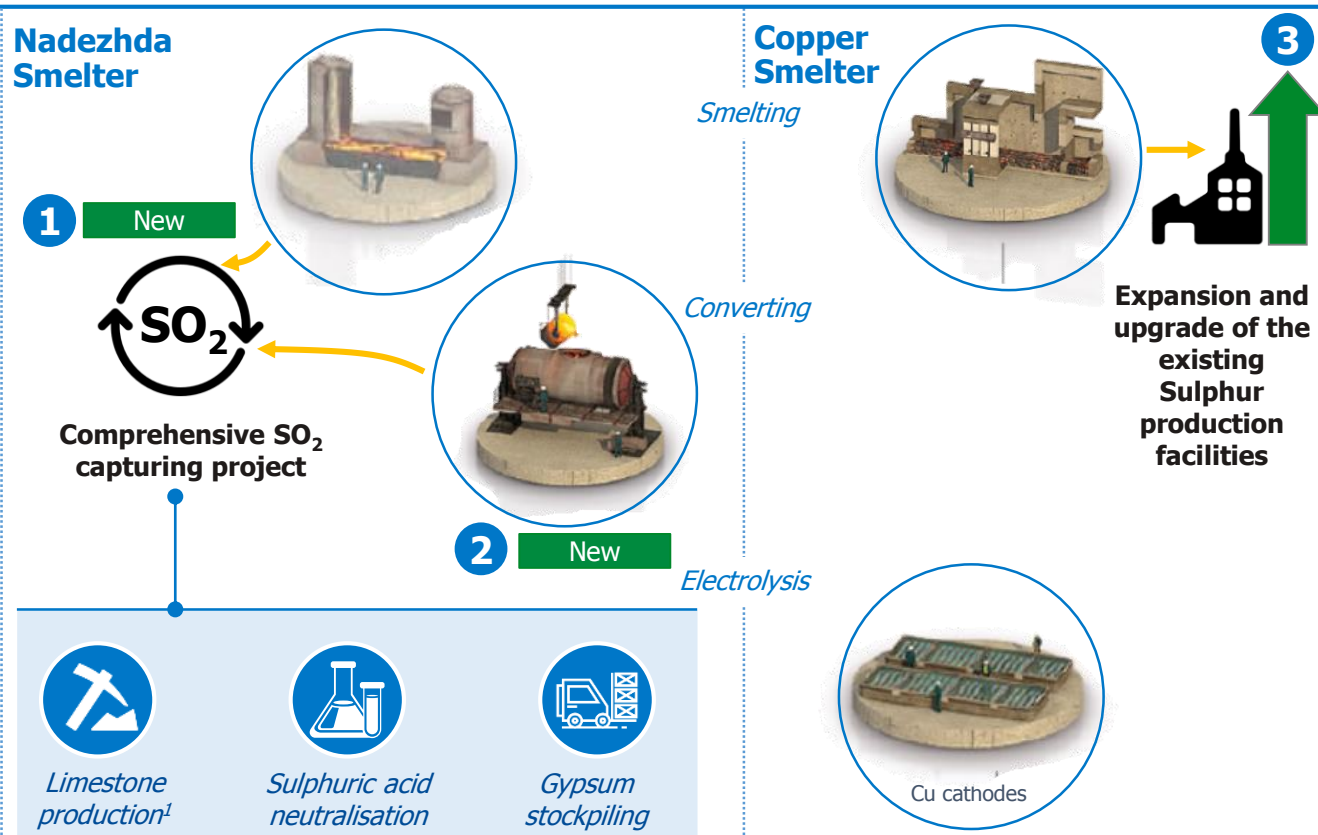 Nadezhda
Smelter
1
New
SO₂
Comprehensive SO₂
capturing project
2
New
Limestone
production¹
Sulphuric acid
neutralisation
Gypsum
stockpiling
Smelting
Converting
Electrolysis
Copper
Smelter
3
Expansion and
upgrade of the
existing
Sulphur
production
facilities
Cu cathodes